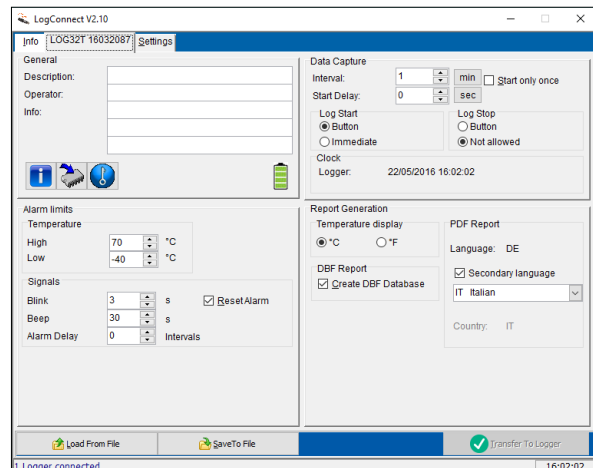 LogConnect V2.10
Info LOG32T 16032087 Settings
General
Description:
Operator:
Info:
Data Capture
Interval: 1 min Start only once
Start Delay: 0 sec
Log Start
Button
Immediate
Log Stop
Button
Not allowed
Clock
Logger: 22/05/2016 16:02:02
Alarm limits
Temperature
High 70 °C
Low -40 °C
Signals
Blink 3 s ResetAlarm
Beep 30 s
Alarm Delay 0 Intervals
Report Generation
Temperature display
°C °F
DBF Report
Create DBF Database
PDF Report
Language: DE
Secondary language
IT Italian
Country: IT
Load From File SaveTo File Transfer To Logger
1 Logger connected 16:02:02